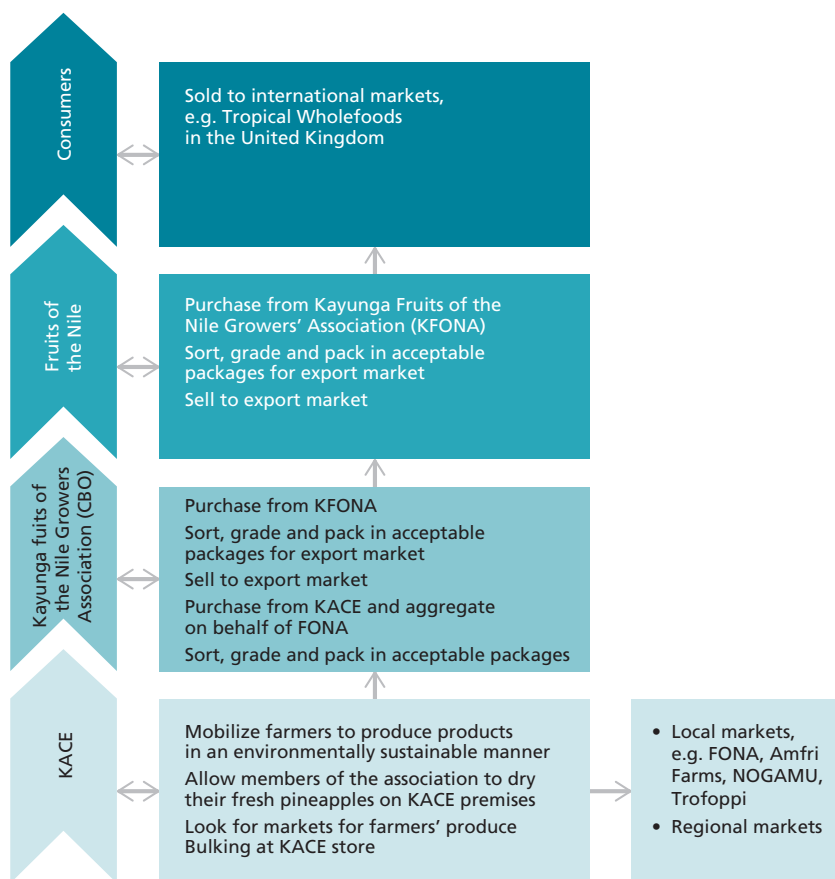 Consumers
Sold to international markets,
e.g. Tropical Wholefoods
in the United Kingdom
Fruits of
the Nile
Purchase from Kayunga Fruits of the
Nile Growers’ Association (KFONA)
Sort, grade and pack in acceptable
packages for export market
Sell to export market
Kayunga fuits of
the Nile Growers
Association (CBO)
Purchase from KFONA
Sort, grade and pack in acceptable
packages for export market
Sell to export market
Purchase from KACE and aggregate
on behalf of FONA
Sort, grade and pack in acceptable packages
KACE
Mobilize farmers to produce products
in an environmentally sustainable manner
Allow members of the association to dry
their fresh pineapples on KACE premises
Look for markets for farmers’ produce
Bulking at KACE store
• Local markets,
e.g. FONA, Amfri
Farms, NOGAMU,
Trofoppi
• Regional markets